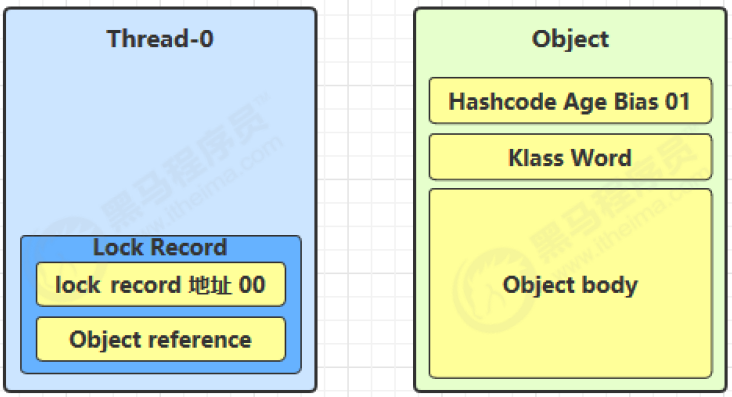 Thread-0
Lock Record
lock record 地址 00
Object reference
Object
Hashcode Age Bias 01
Klass Word
Object body
黑马程序员
www.itheima.com
黑马程序员
www.itheima.com